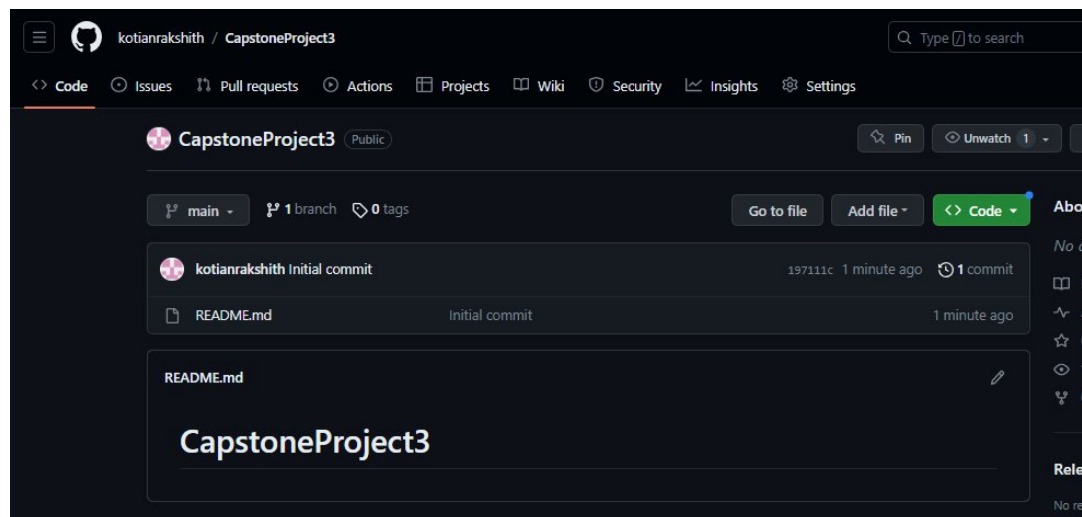 kotianrakshith / CapstoneProject3
Type / to search
Code Issues Pull requests Actions Projects Wiki Security Insights Settings
CapstoneProject3 Public
Pin Unwatch 1
main 1 branch 0 tags Go to file Add file Code
kotianrakshith Initial commit 197111c 1 minute ago 1 commit
README.md Initial commit 1 minute ago
README.md
CapstoneProject3
Abo
No
Rele
No re